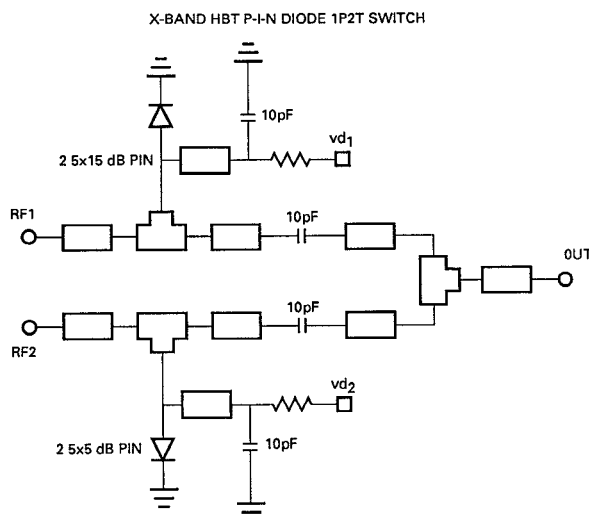 X-BAND HBT P-I-N DIODE 1P2T SWITCH
10pF
vd1
2 5x15 dB PIN
RF1
10pF
OUT
10pF
RF2
vd2
2 5x5 dB PIN
10pF